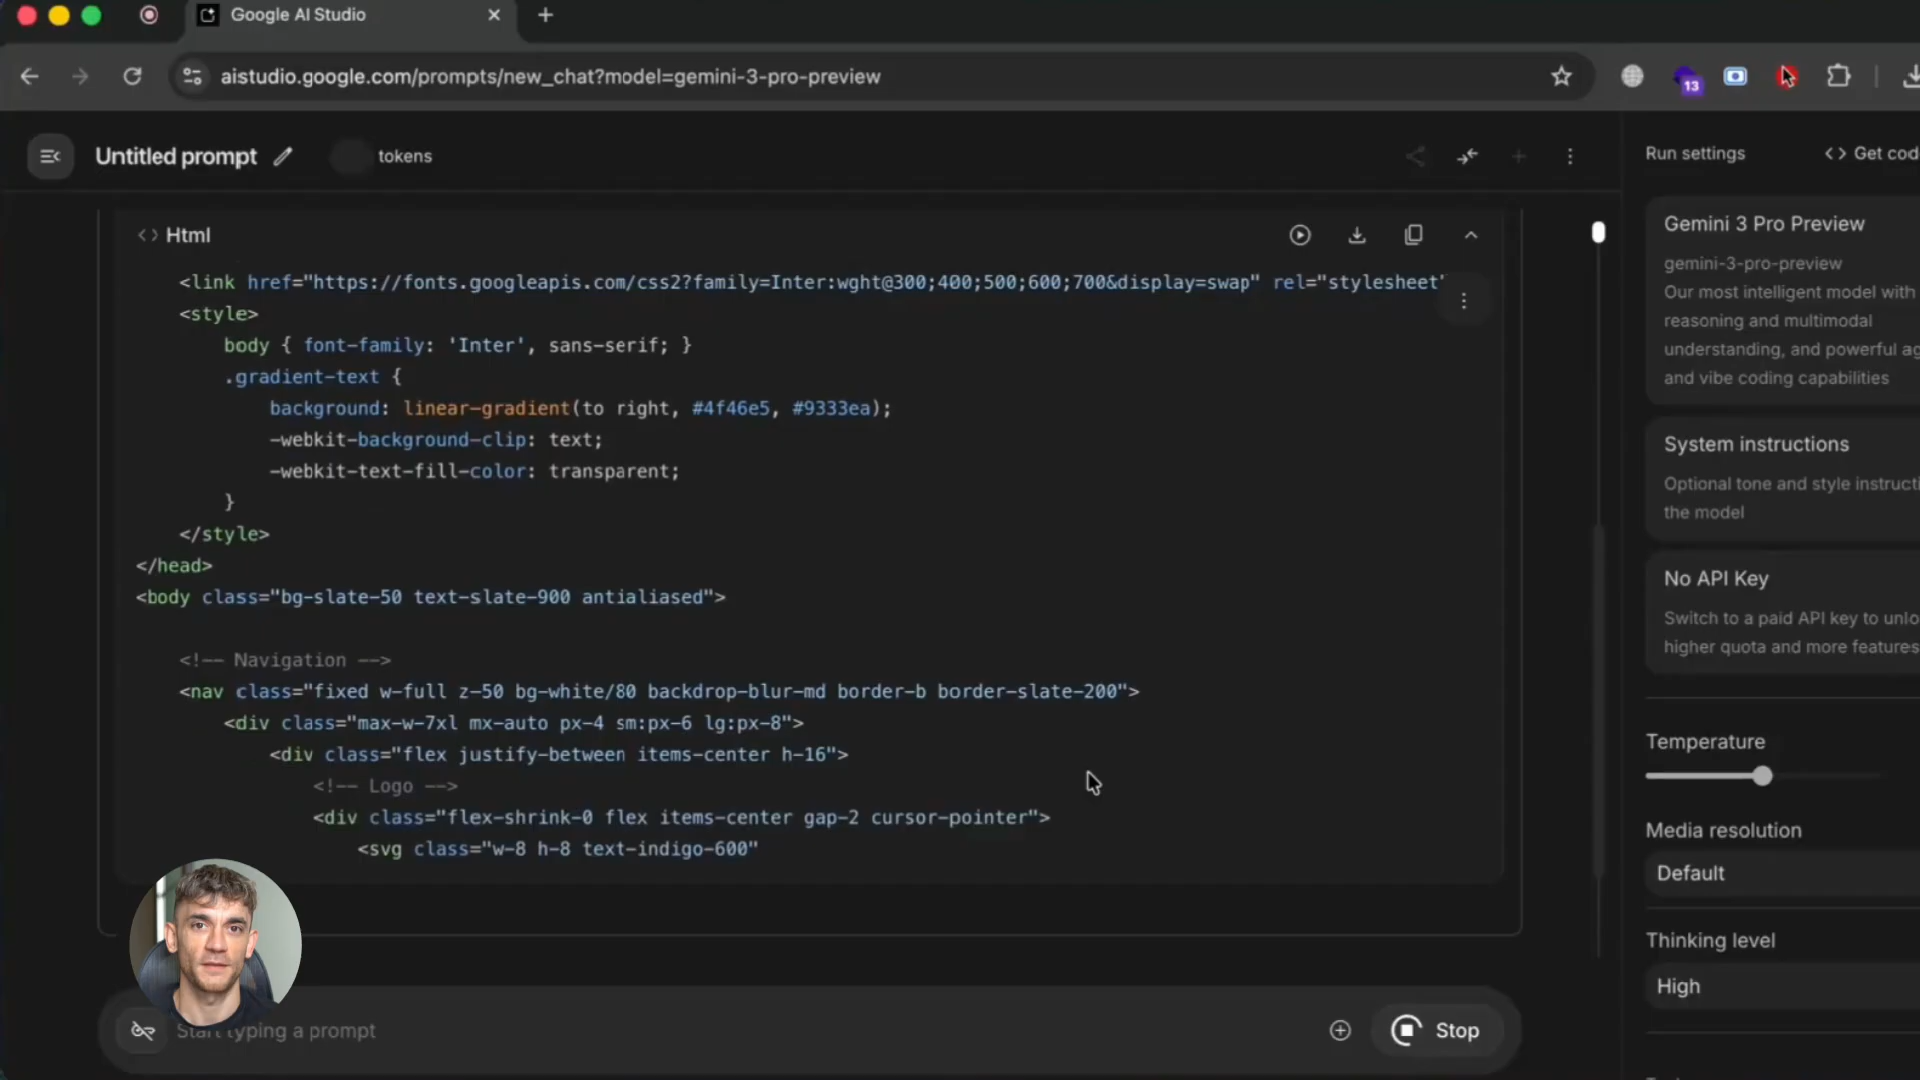 Google AI Studio
aistudio.google.com/prompts/new_chat?model=gemini-3-pro-preview
13
Untitled prompt
tokens
Run settings
<> Get cod
<> Html
<link href="https://fonts.googleapis.com/css2?family=Inter:wght@300;400;500;600;700&display=swap" rel="stylesheet"
<style>
body { font-family: 'Inter', sans-serif; }
.gradient-text {
background: linear-gradient(to right, #4f46e5, #9333ea);
-webkit-background-clip: text;
-webkit-text-fill-color: transparent;
}
</style>
</head>
<body class="bg-slate-50 text-slate-900 antialiased">
<!-- Navigation -->
<nav class="fixed w-full z-50 bg-white/80 backdrop-blur-md border-b border-slate-200">
<div class="max-w-7xl mx-auto px-4 sm:px-6 lg:px-8">
<div class="flex justify-between items-center h-16">
<!-- Logo -->
<div class="flex-shrink-0 flex items-center gap-2 cursor-pointer">
<svg class="w-8 h-8 text-indigo-600"
Start typing a prompt
Stop
Gemini 3 Pro Preview
gemini-3-pro-preview
Our most intelligent model with
reasoning and multimodal
understanding, and powerful ag
and vibe coding capabilities
System instructions
Optional tone and style instructi
the model
No API Key
Switch to a paid API key to unlo
higher quota and more features
Temperature
Media resolution
Default
Thinking level
High